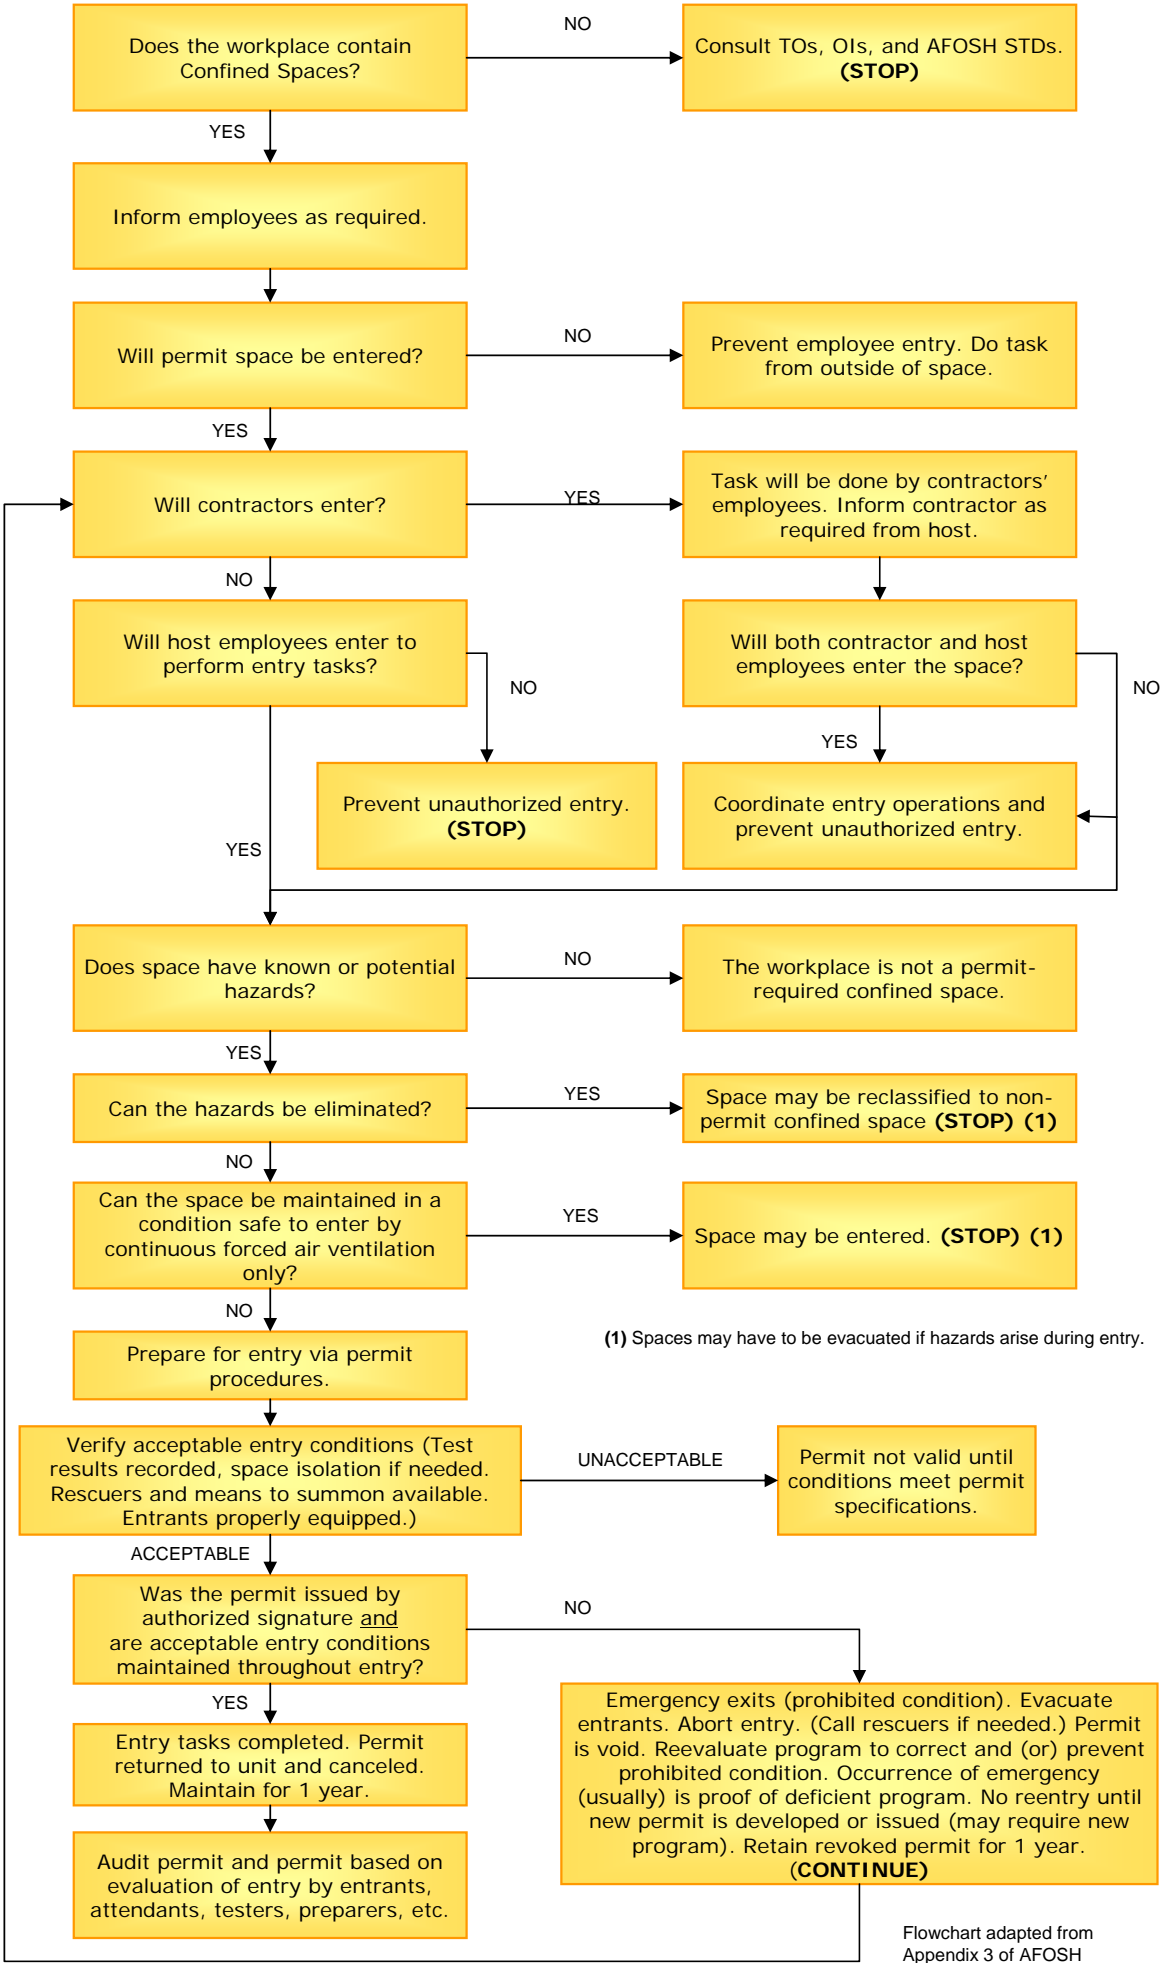 Does the workplace contain
Confined Spaces?
NO
Consult TOs, OIs, and AFOSH STDs.
(STOP)
YES
Inform employees as required.
Will permit space be entered?
NO
Prevent employee entry. Do task
from outside of space.
YES
Will contractors enter?
YES
Task will be done by contractors’
employees. Inform contractor as
required from host.
NO
Will host employees enter to
perform entry tasks?
NO
Will both contractor and host
employees enter the space?
NO
YES
Prevent unauthorized entry.
(STOP)
Coordinate entry operations and
prevent unauthorized entry.
YES
Does space have known or potential
hazards?
NO
The workplace is not a permit-
required confined space.
YES
Can the hazards be eliminated?
YES
Space may be reclassified to non-
permit confined space (STOP) (1)
NO
Can the space be maintained in a
condition safe to enter by
continuous forced air ventilation
only?
YES
Space may be entered. (STOP) (1)
NO
(1) Spaces may have to be evacuated if hazards arise during entry.
Prepare for entry via permit
procedures.
Verify acceptable entry conditions (Test
results recorded, space isolation if needed.
Rescuers and means to summon available.
Entrants properly equipped.)
UNACCEPTABLE
Permit not valid until
conditions meet permit
specifications.
ACCEPTABLE
Was the permit issued by
authorized signature and
are acceptable entry conditions
maintained throughout entry?
NO
YES
Emergency exits (prohibited condition). Evacuate
entrants. Abort entry. (Call rescuers if needed.) Permit
is void. Reevaluate program to correct and (or) prevent
prohibited condition. Occurrence of emergency
(usually) is proof of deficient program. No reentry until
new permit is developed or issued (may require new
program). Retain revoked permit for 1 year.
(CONTINUE)
Entry tasks completed. Permit
returned to unit and canceled.
Maintain for 1 year.
Audit permit and permit based on
evaluation of entry by entrants,
attendants, testers, preparers, etc.
Flowchart adapted from
Appendix 3 of AFOSH